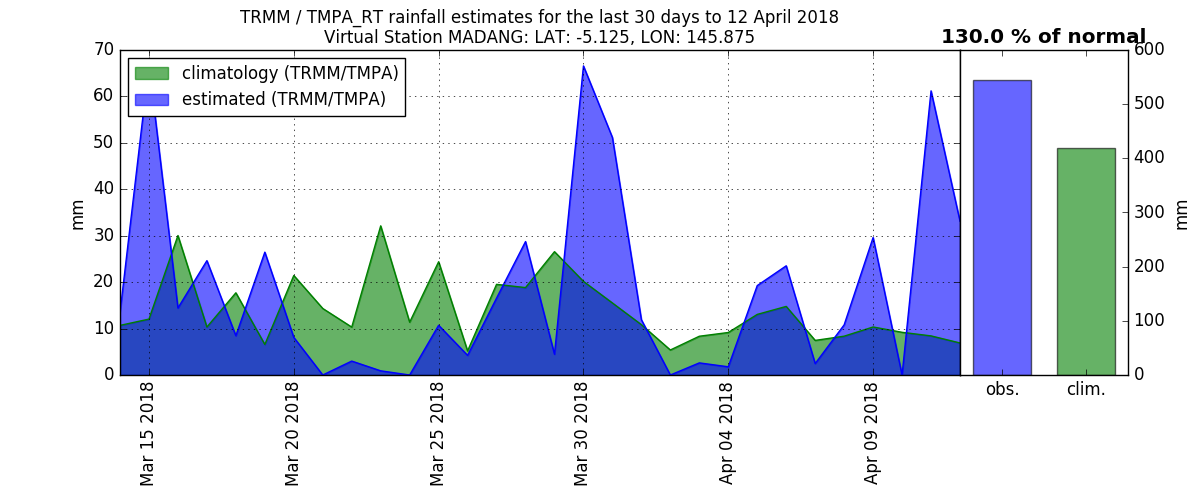 TRMM / TMPA_RT rainfall estimates for the last 30 days to 12 April 2018
Virtual Station MADANG: LAT: -5.125, LON: 145.875
130.0 % of normal
climatology (TRMM/TMPA)
estimated (TRMM/TMPA)
70
60
50
40
30
20
10
0
mm
Mar 15 2018
Mar 20 2018
Mar 25 2018
Mar 30 2018
Apr 04 2018
Apr 09 2018
obs.
clim.
600
500
400
300
200
100
0
mm